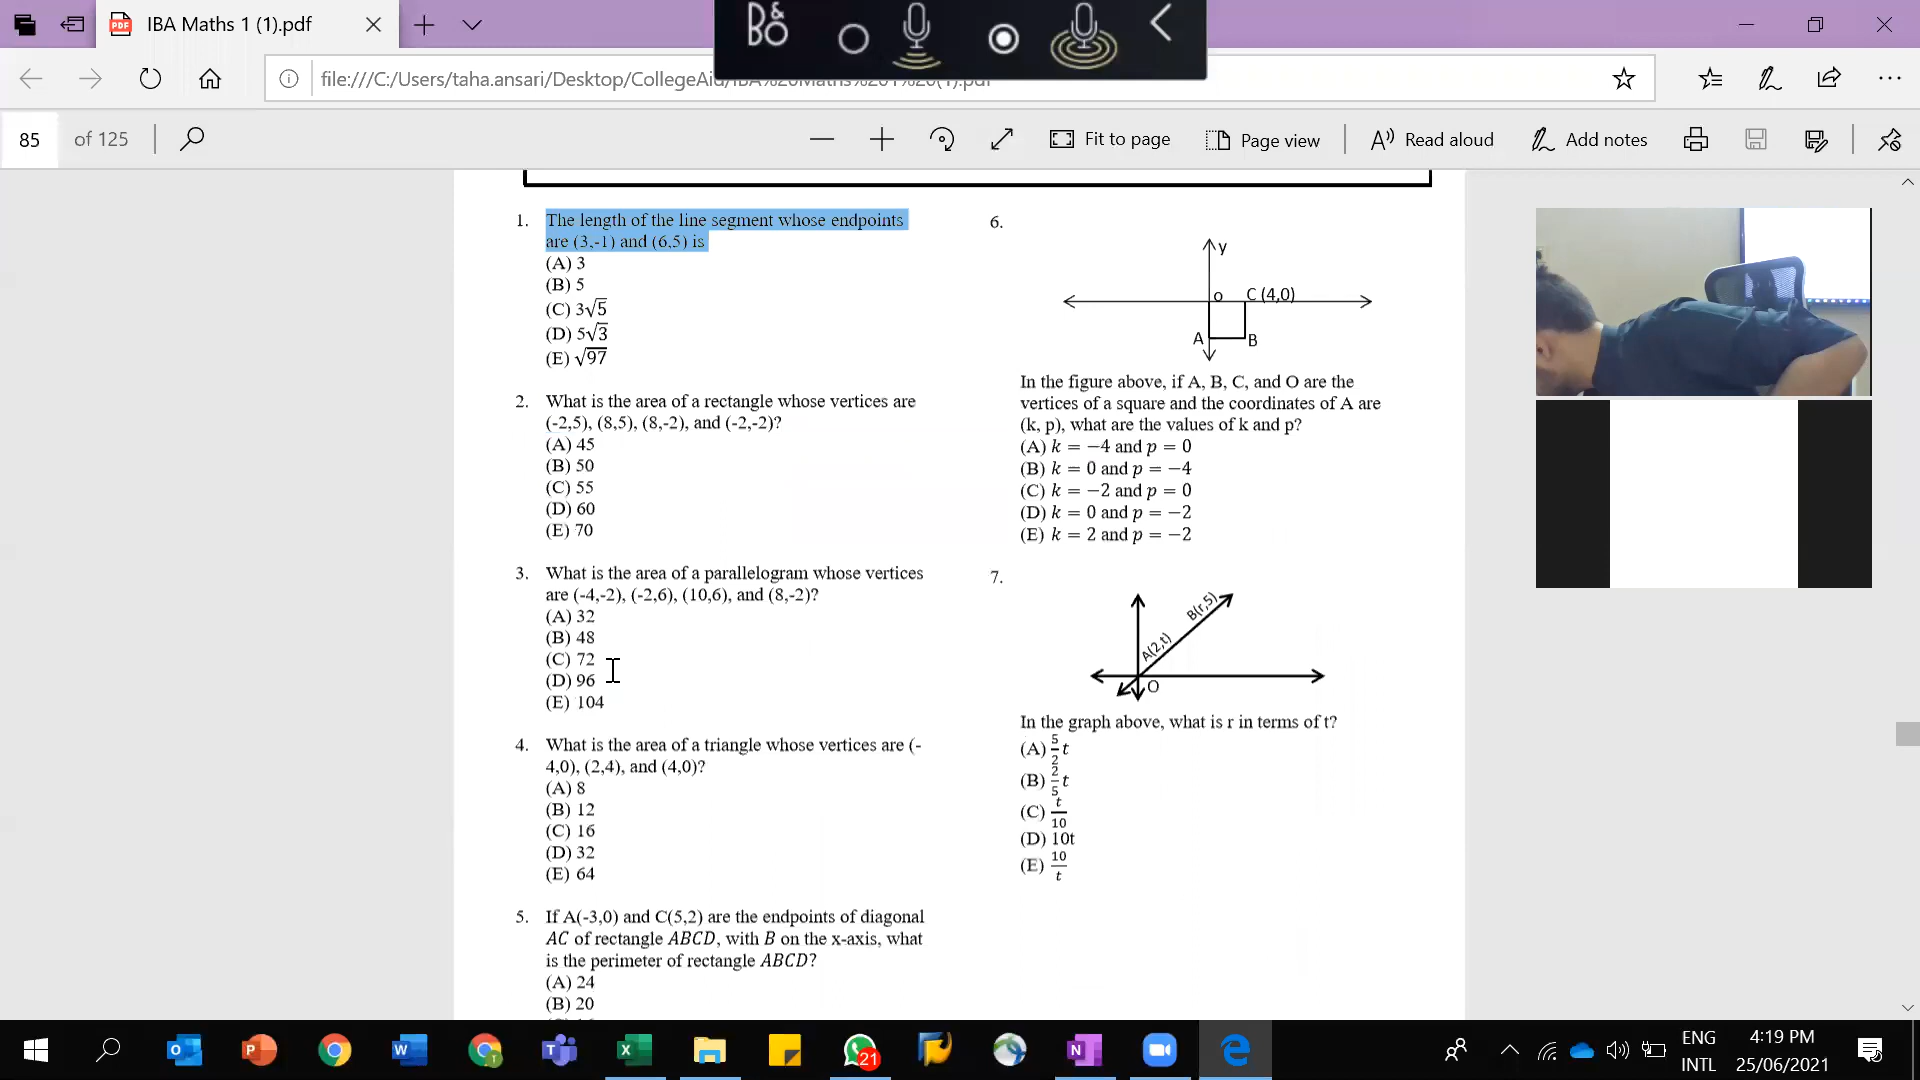 IBA Maths 1 (1).pdf
B&O
file:///C:/Users/taha.ansari/Desktop/CollegeAid/IBA%20Maths%201%20(1).pdf
85 of 125
Fit to page
Page view
Read aloud
Add notes
1. The length of the line segment whose endpoints
are (3,-1) and (6,5) is
(A) 3
(B) 5
(C) 3√5
(D) 5√3
(E) √97
2. What is the area of a rectangle whose vertices are
(-2,5), (8,5), (8,-2), and (-2,-2)?
(A) 45
(B) 50
(C) 55
(D) 60
(E) 70
3. What is the area of a parallelogram whose vertices
are (-4,-2), (-2,6), (10,6), and (8,-2)?
(A) 32
(B) 48
(C) 72
(D) 96
(E) 104
4. What is the area of a triangle whose vertices are (-
4,0), (2,4), and (4,0)?
(A) 8
(B) 12
(C) 16
(D) 32
(E) 64
5. If A(-3,0) and C(5,2) are the endpoints of diagonal
AC of rectangle ABCD, with B on the x-axis, what
is the perimeter of rectangle ABCD?
(A) 24
(B) 20
6.
y
o C (4,0)
A B
In the figure above, if A, B, C, and O are the
vertices of a square and the coordinates of A are
(k, p), what are the values of k and p?
(A) k = −4 and p = 0
(B) k = 0 and p = −4
(C) k = −2 and p = 0
(D) k = 0 and p = −2
(E) k = 2 and p = −2
7.
B(r,5)
A(2,t)
O
In the graph above, what is r in terms of t?
(A) 5/2 t
(B) 2/5 t
(C) t/10
(D) 10t
(E) 10/t
21
ENG
INTL
4:19 PM
25/06/2021